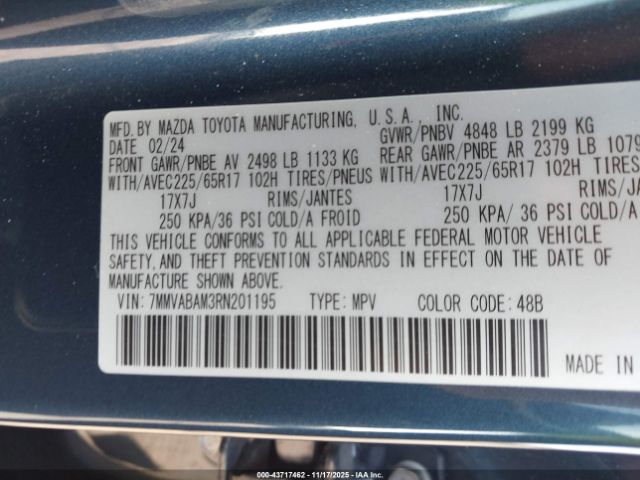 MFD. BY MAZDA TOYOTA MANUFACTURING, U.S.A., INC.
DATE 02/24 GVWR/PNBV 4848 LB 2199 KG
FRONT GAWR/PNBE AV 2498 LB 1133 KG REAR GAWR/PNBE AR 2379 LB 1079
WITH/AVEC225/65R17 102H TIRES/PNEUS WITH/AVEC225/65R17 102H TIRES
17X7J RIMS/JANTES 17X7J RIMS/J
250 KPA/36 PSI COLD/A FROID 250 KPA/ 36 PSI COLD/A
THIS VEHICLE CONFORMS TO ALL APPLICABLE FEDERAL MOTOR VEHICLE
SAFETY, AND THEFT PREVENTION STANDARDS IN EFFECT ON THE DATE OF
MANUFACTURE SHOWN ABOVE.
VIN: 7MMVABAM3RN201195 TYPE: MPV COLOR CODE: 48B
MADE IN
000-43717462 - 11/17/2025 - IAA Inc.